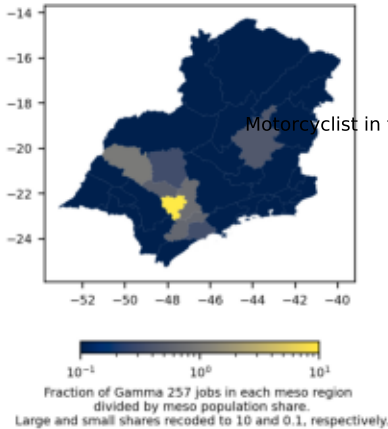 −14
−16
−18
Motorcyclist in
−20
−22
−24
−52 −50 −48 −46 −44 −42 −40
10⁻¹ 10⁰ 10¹
Fraction of Gamma 257 jobs in each meso region
divided by meso population share.
Large and small shares recoded to 10 and 0.1, respectively